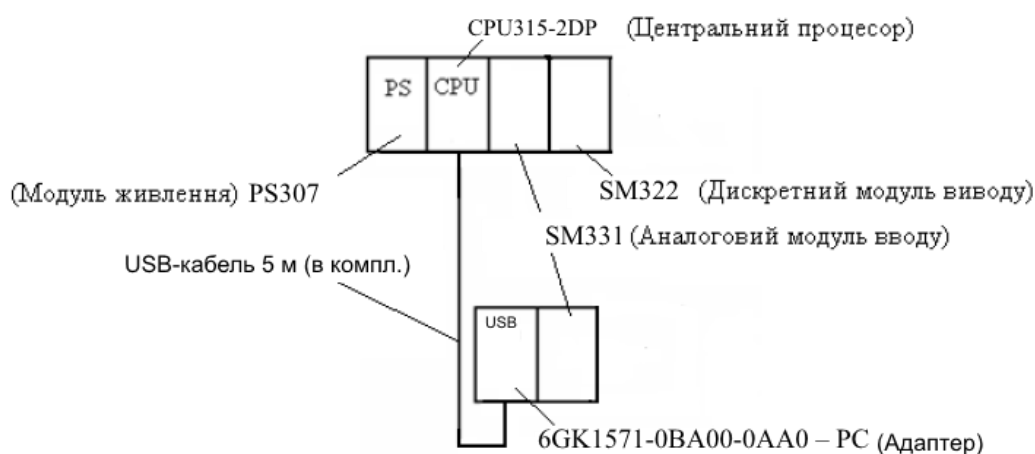 CPU315-2DP (Центральний процесор)
PS CPU
(Модуль живлення) PS307
SM322 (Дискретний модуль виводу)
SM331 (Аналоговий модуль вводу)
USB-кабель 5 м (в компл.)
USB
6GK1571-0BA00-0AA0 – PC (Адаптер)